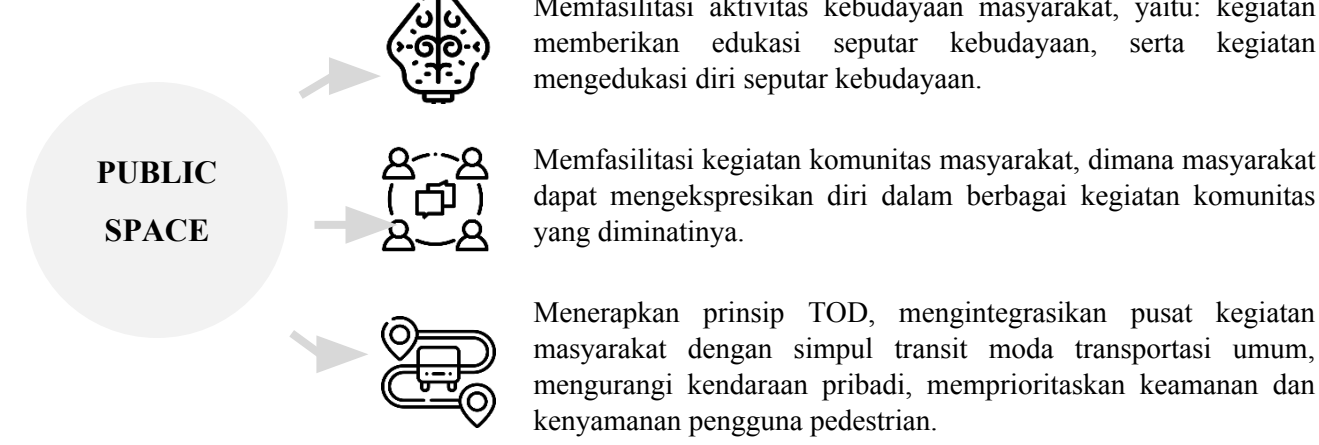 PUBLIC
SPACE
Memfasilitasi aktivitas kebudayaan masyarakat, yaitu: kegiatan
memberikan edukasi seputar kebudayaan, serta kegiatan
mengedukasi diri seputar kebudayaan.
Memfasilitasi kegiatan komunitas masyarakat, dimana masyarakat
dapat mengekspresikan diri dalam berbagai kegiatan komunitas
yang diminatinya.
Menerapkan prinsip TOD, mengintegrasikan pusat kegiatan
masyarakat dengan simpul transit moda transportasi umum,
mengurangi kendaraan pribadi, memprioritaskan keamanan dan
kenyamanan pengguna pedestrian.